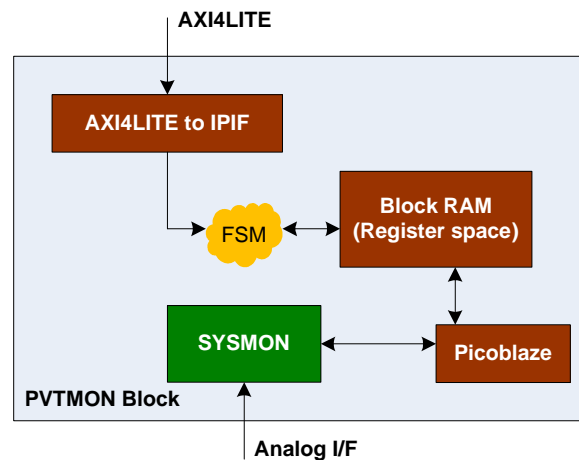 AXI4LITE
AXI4LITE to IPIF
Block RAM
(Register space)
FSM
SYSMON
Picoblaze
PVTMON Block
Analog I/F